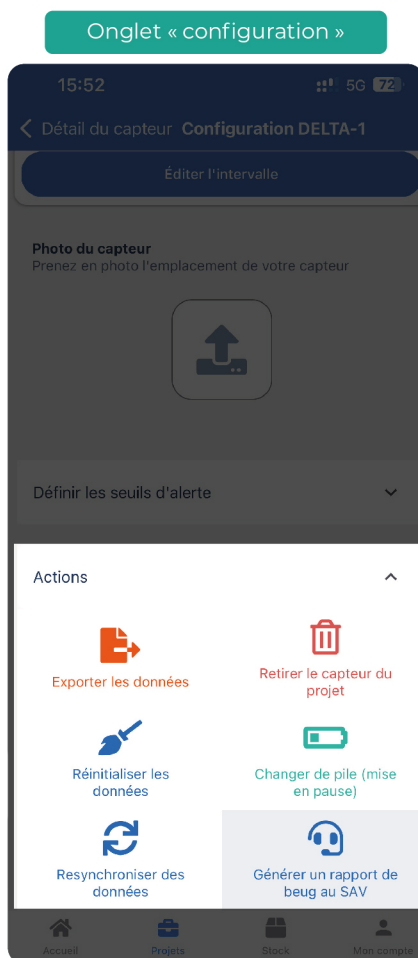 Onglet « configuration »
15:52
5G 72
Détail du capteur Configuration DELTA-1
Éditer l'intervalle
Photo du capteur
Prenez en photo l'emplacement de votre capteur
Définir les seuils d'alerte
Actions
Exporter les données
Retirer le capteur du
projet
Réinitialiser les
données
Changer de pile (mise
en pause)
Resynchroniser des
données
Générer un rapport de
beug au SAV
Accueil
Projets
Stock
Mon compte